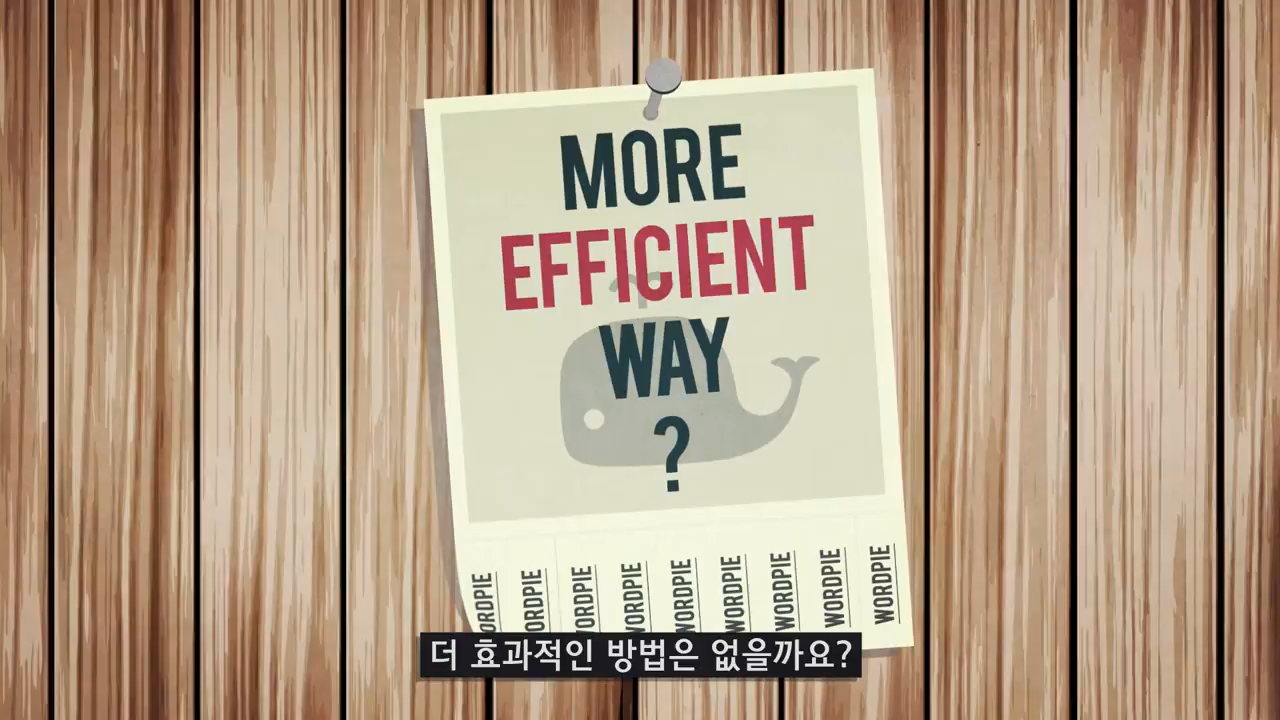 MORE
EFFICIENT
WAY
?
WORDPIE WORDPIE WORDPIE WORDPIE WORDPIE WORDPIE WORDPIE WORDPIE WORDPIE
더 효과적인 방법은 없을까요?